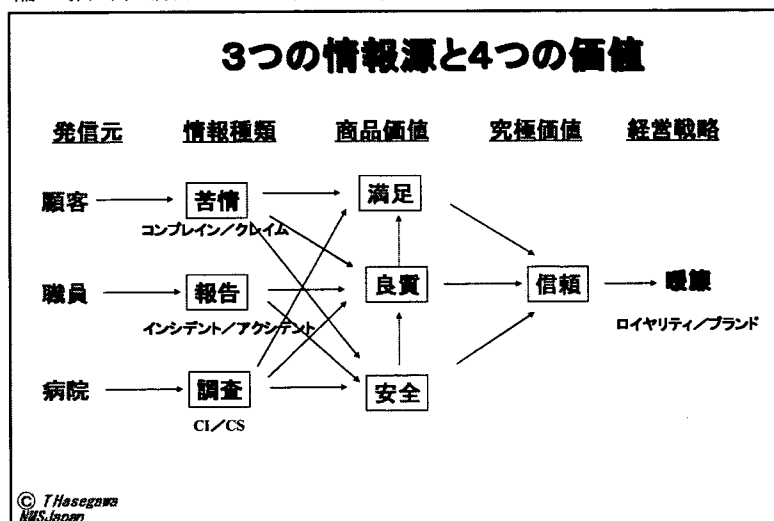 3つの情報源と4つの価値
発信元 情報種類 商品価値 究極価値 経営戦略
顧客 苦情 満足
コンプレイン／クレイム
職員 報告 良質 信頼 暖簾
インシデント／アクシデント ロイヤリティ／ブランド
病院 調査 安全
CI／CS
© THasegawa
NMSJapan